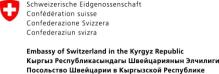 Schweizerische Eidgenossenschaft
Confédération suisse
Confederazione Svizzera
Confederaziun svizra
Embassy of Switzerland in the Kyrgyz Republic
Кыргыз Республикасындагы Швейцариянын Элчилиги
Посольство Швейцарии в Кыргызской Республике